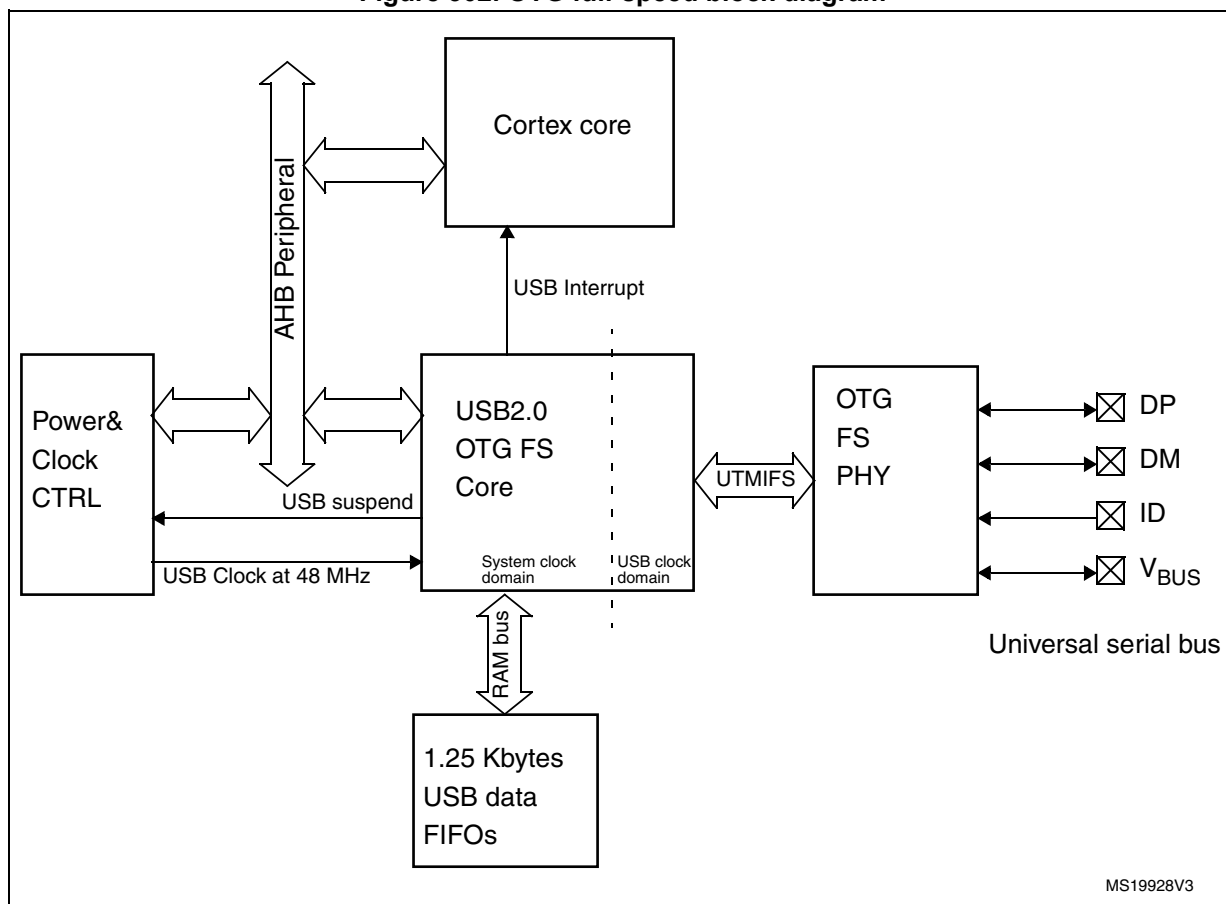 Cortex core
AHB Peripheral
USB Interrupt
Power&
Clock
CTRL
USB2.0
OTG FS
Core
OTG
FS
PHY
DP
DM
ID
VBUS
UTMIFS
USB suspend
USB Clock at 48 MHz
System clock
domain
USB clock
domain
RAM bus
Universal serial bus
1.25 Kbytes
USB data
FIFOs
MS19928V3